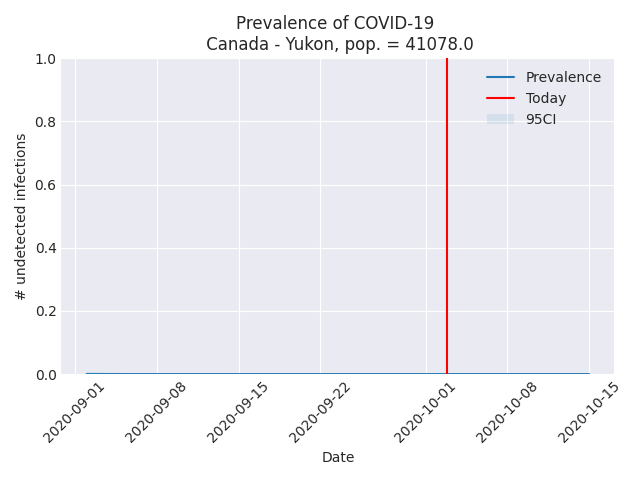 Prevalence of COVID-19
Canada - Yukon, pop. = 41078.0
Prevalence
Today
95CI
# undetected infections
1.0
0.8
0.6
0.4
0.2
0.0
2020-09-01
2020-09-08
2020-09-15
2020-09-22
2020-10-01
2020-10-08
2020-10-15
Date